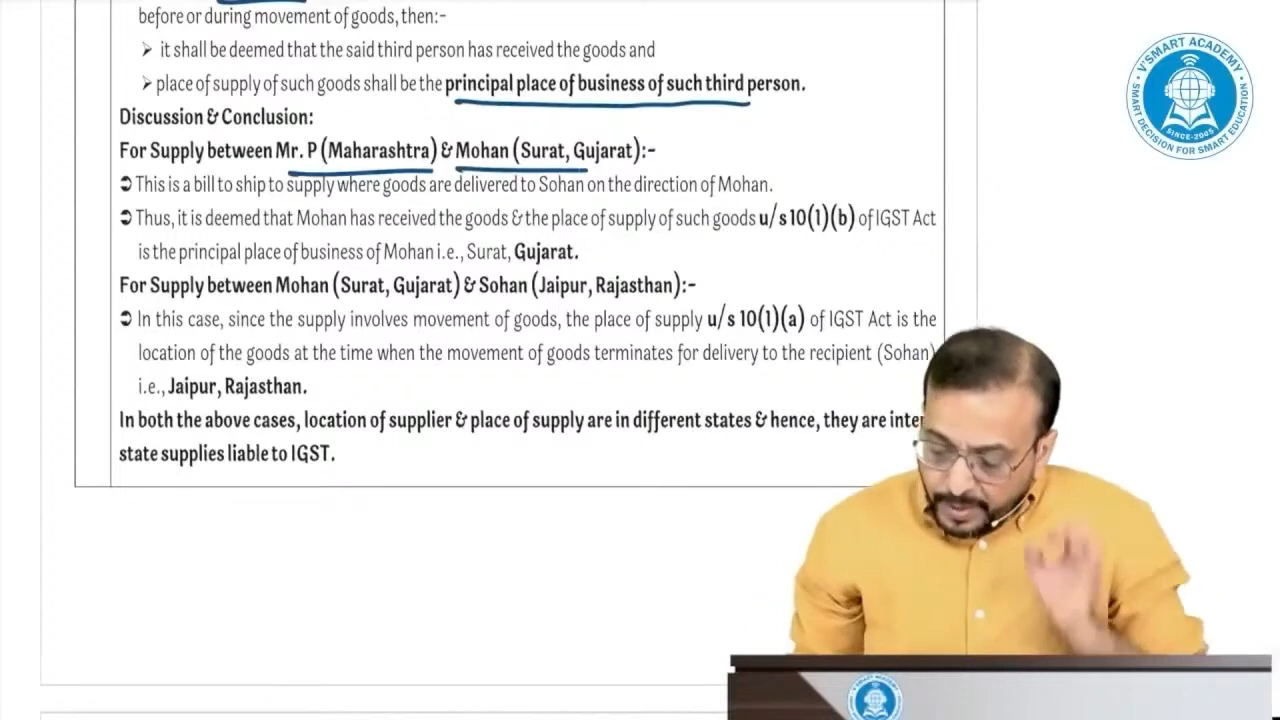 before or during movement of goods, then:-
➢ it shall be deemed that the said third person has received the goods and
➢ place of supply of such goods shall be the principal place of business of such third person.
Discussion & Conclusion:
For Supply between Mr. P (Maharashtra) & Mohan (Surat, Gujarat):-
➲ This is a bill to ship to supply where goods are delivered to Sohan on the direction of Mohan.
➲ Thus, it is deemed that Mohan has received the goods & the place of supply of such goods u/s 10(1)(b) of IGST Act
is the principal place of business of Mohan i.e., Surat, Gujarat.
For Supply between Mohan (Surat, Gujarat) & Sohan (Jaipur, Rajasthan):-
➲ In this case, since the supply involves movement of goods, the place of supply u/s 10(1)(a) of IGST Act is the
location of the goods at the time when the movement of goods terminates for delivery to the recipient (Sohan)
i.e., Jaipur, Rajasthan.
In both the above cases, location of supplier & place of supply are in different states & hence, they are inte
state supplies liable to IGST.
V'SMART ACADEMY
SINCE-2005
SMART DECISION FOR SMART EDUCATION